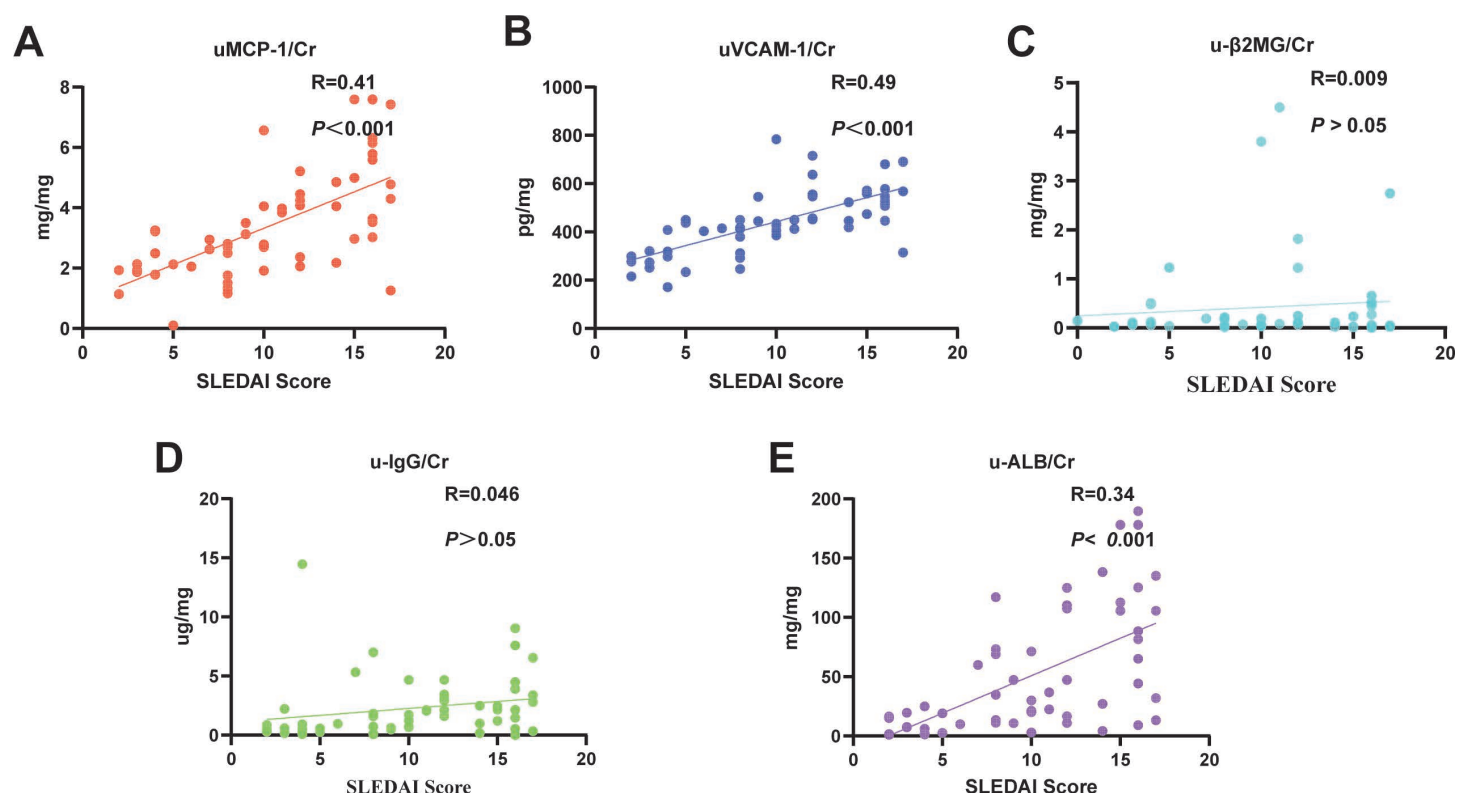 A
uMCP-1/Cr
R=0.41
P<0.001
8
6
4
2
0
mg/mg
0 5 10 15 20
SLEDAI Score
B
uVCAM-1/Cr
R=0.49
P<0.001
1000
800
600
400
200
0
pg/mg
0 5 10 15 20
SLEDAI Score
C
u-β2MG/Cr
R=0.009
P > 0.05
5
4
3
2
1
0
mg/mg
0 5 10 15 20
SLEDAI Score
D
u-IgG/Cr
R=0.046
P>0.05
20
15
10
5
0
ug/mg
0 5 10 15 20
SLEDAI Score
E
u-ALB/Cr
R=0.34
P< 0.001
200
150
100
50
0
mg/mg
0 5 10 15 20
SLEDAI Score